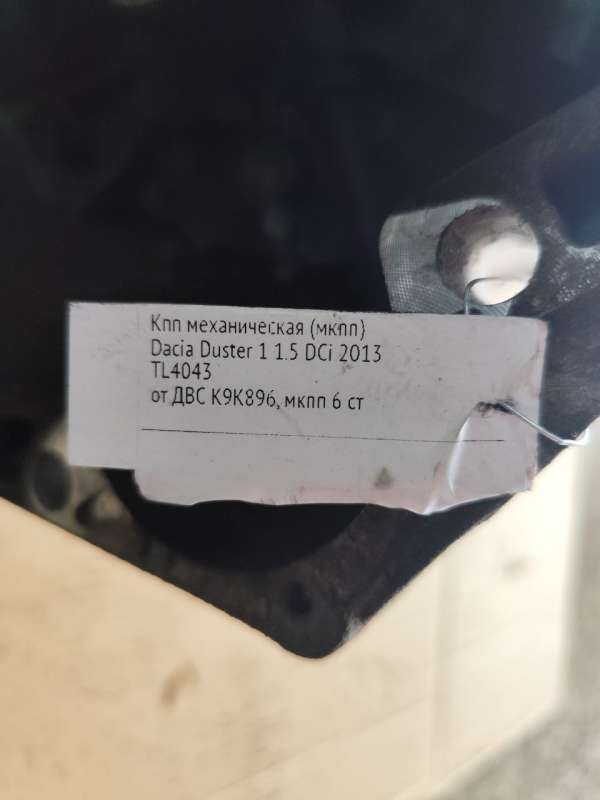 Кпп механическая (мкпп)
Dacia Duster 1 1.5 DCi 2013
TL4043
от ДВС K9K896, мкпп 6 ст